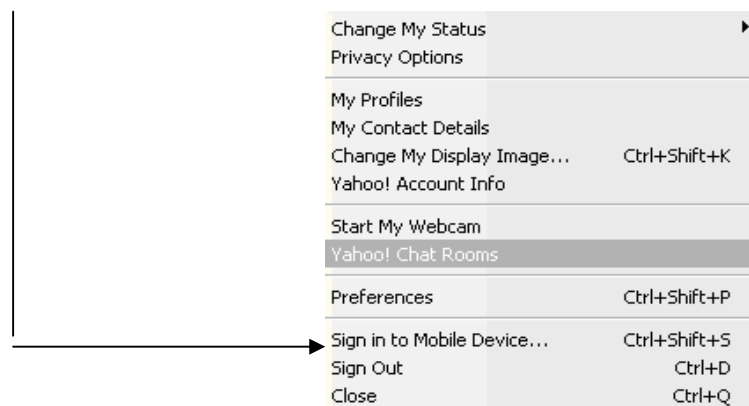 Change My Status
Privacy Options
My Profiles
My Contact Details
Change My Display Image... Ctrl+Shift+K
Yahoo! Account Info
Start My Webcam
Yahoo! Chat Rooms
Preferences Ctrl+Shift+P
Sign in to Mobile Device... Ctrl+Shift+S
Sign Out Ctrl+D
Close Ctrl+Q